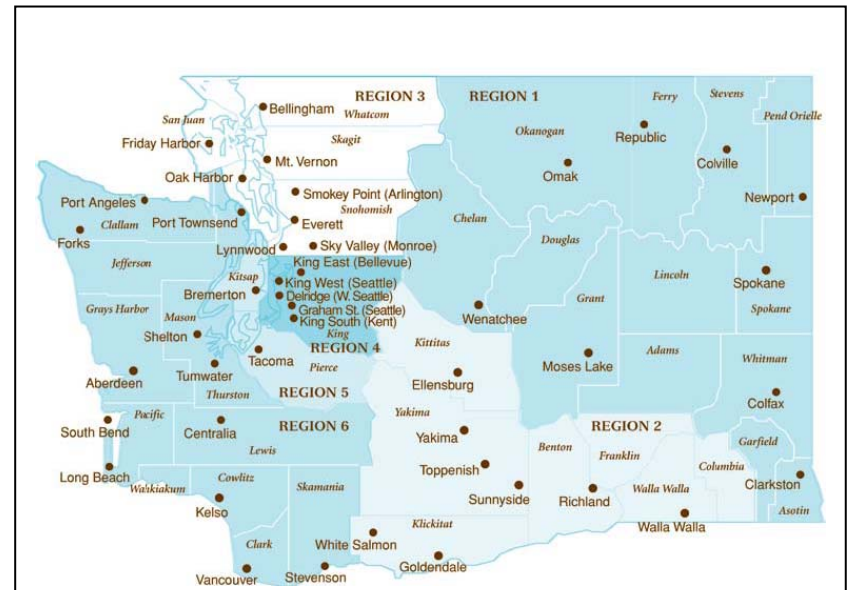 REGION 3
REGION 1
Ferry
Stevens
Bellingham
Whatcom
Pend Orielle
San Juan
Okanogan
Republic
Skagit
Friday Harbor
Mt. Vernon
Omak
Colville
Oak Harbor
Smokey Point (Arlington)
Port Angeles
Newport
Snohomish
Port Townsend
Everett
Chelan
Clallam
Forks
Lynnwood
Sky Valley (Monroe)
Douglas
King East (Bellevue)
Jefferson
Kitsap
King West (Seattle)
Lincoln
Spokane
Bremerton
Delridge (W. Seattle)
Grant
Grays Harbor
Graham St. (Seattle)
Spokane
Mason
King South (Kent)
Wenatchee
Shelton
King
Kittitas
REGION 4
Adams
Whitman
Tacoma
Pierce
Moses Lake
Aberdeen
Tumwater
Ellensburg
Colfax
Thurston
REGION 5
Pacific
Yakima
REGION 2
South Bend
Centralia
REGION 6
Yakima
Benton
Garfield
Lewis
Franklin
Long Beach
Toppenish
Columbia
Cowlitz
Clarkston
Wahkiakum
Skamania
Sunnyside
Richland
Walla Walla
Kelso
Asotin
Klickitat
Walla Walla
Clark
White Salmon
Goldendale
Vancouver
Stevenson